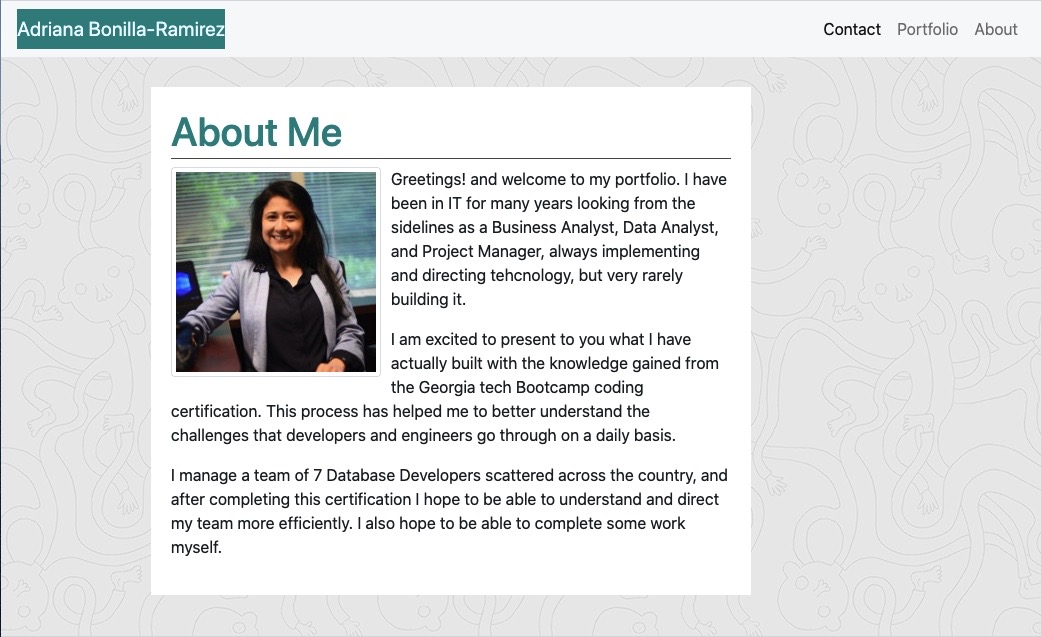 Adriana Bonilla-Ramirez
Contact Portfolio About
About Me
Greetings! and welcome to my portfolio. I have
been in IT for many years looking from the
sidelines as a Business Analyst, Data Analyst,
and Project Manager, always implementing
and directing tehcnology, but very rarely
building it.
I am excited to present to you what I have
actually built with the knowledge gained from
the Georgia tech Bootcamp coding
certification. This process has helped me to better understand the
challenges that developers and engineers go through on a daily basis.
I manage a team of 7 Database Developers scattered across the country, and
after completing this certification I hope to be able to understand and direct
my team more efficiently. I also hope to be able to complete some work
myself.